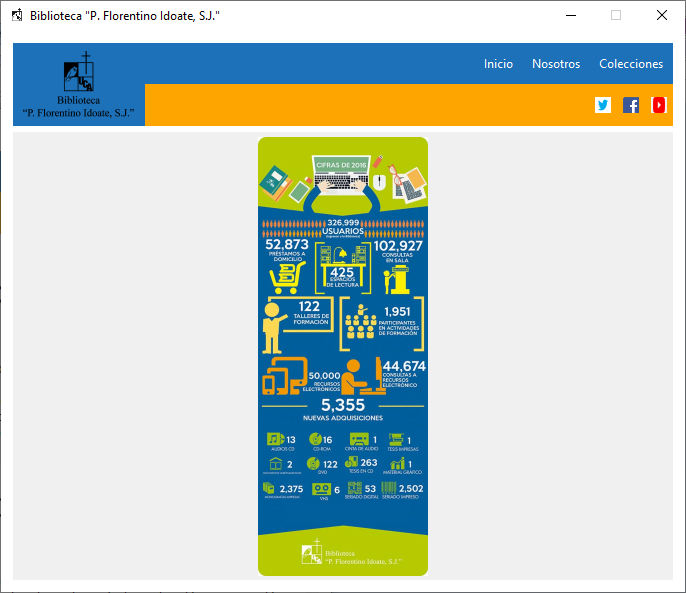 Biblioteca "P. Florentino Idoate, S.J."
Inicio Nosotros Colecciones
UCA
Biblioteca
"P. Florentino Idoate, S.J."
CIFRAS DE 2016
326,999
USUARIOS
52,873
PRÉSTAMOS A
DOMICILIO
102,927
CONSULTAS
EN SALA
425
ESPACIOS
DE LECTURA
122
TALLERES DE
FORMACIÓN
1,951
PARTICIPANTES
EN ACTIVIDADES
DE FORMACIÓN
50,000
RECURSOS
ELECTRÓNICOS
44,674
CONSULTAS A
RECURSOS
ELECTRÓNICO
5,355
NUEVAS ADQUISICIONES
13
AUDIOS CD
16
CD ROM
1
CINTA DE AUDIO
1
TESIS IMPRESAS
2
122
DVD
263
TESIS EN CD
1
MATERIAL GRÁFICO
2,375
6
VHS
53
SERIADO DIGITAL
2,502
SERIADO IMPRESO
Biblioteca
"P. Florentino Idoate, S.J."